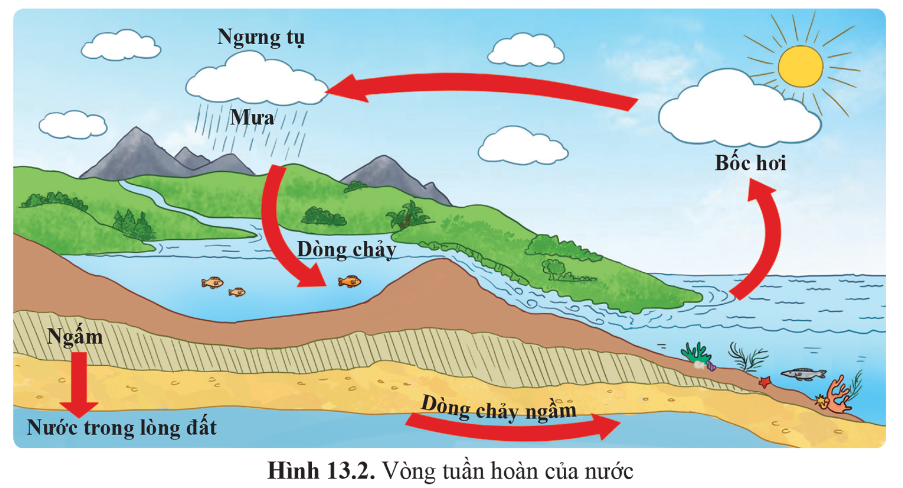 Ngưng tụ
Mưa
Bốc hơi
Dòng chảy
Ngấm
Nước trong lòng đất
Dòng chảy ngầm
Hình 13.2. Vòng tuần hoàn của nước